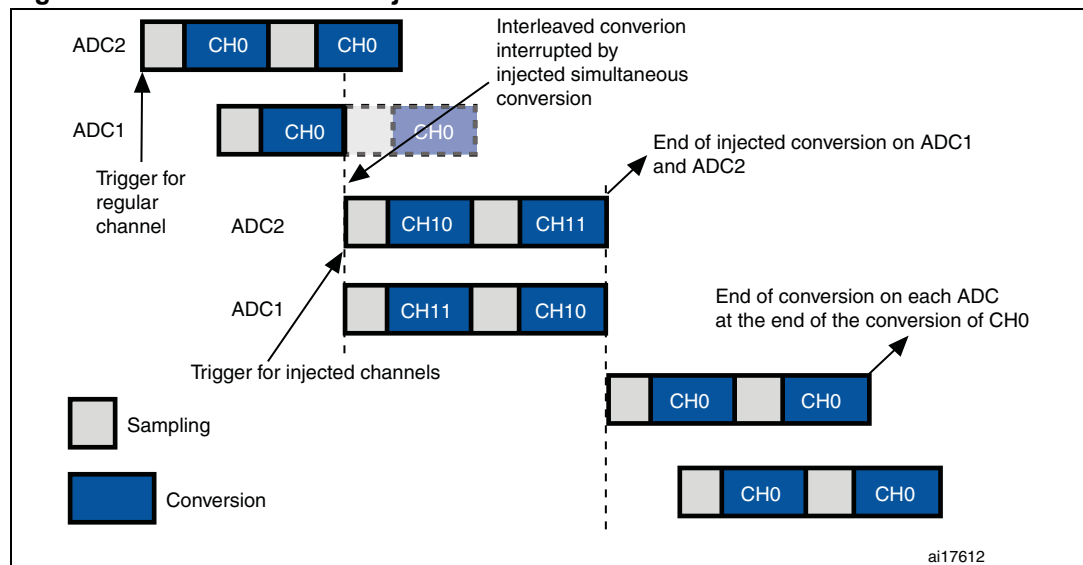 ADC2
CH0
CH0
Interleaved converion
interrupted by
injected simultaneous
conversion
ADC1
CH0
CH0
Trigger for
regular
channel
End of injected conversion on ADC1
and ADC2
ADC2
CH10
CH11
ADC1
CH11
CH10
End of conversion on each ADC
at the end of the conversion of CH0
Trigger for injected channels
CH0
CH0
Sampling
CH0
CH0
Conversion
ai17612